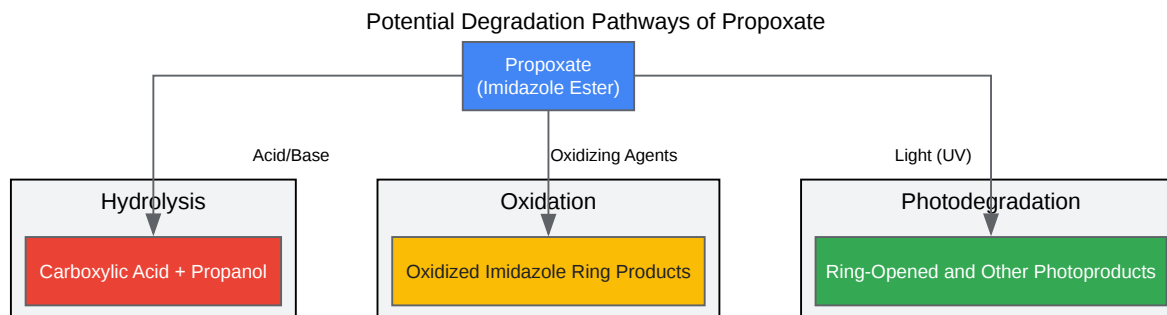 Potential Degradation Pathways of Propoxate
Propoxate
(Imidazole Ester)
Acid/Base
Oxidizing Agents
Light (UV)
Hydrolysis
Oxidation
Photodegradation
Carboxylic Acid + Propanol
Oxidized Imidazole Ring Products
Ring-Opened and Other Photoproducts